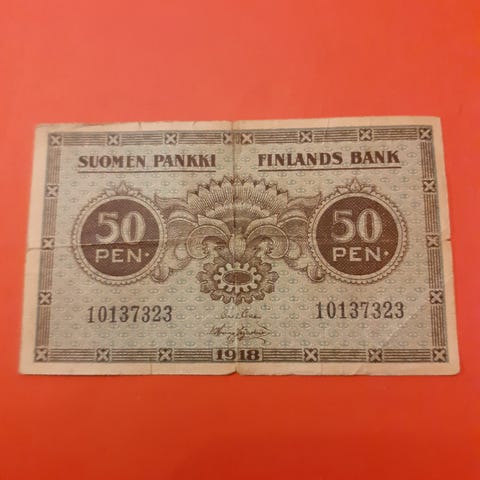 SUOMEN PANKKI FINLANDS BANK
50 50
PEN. PEN.
10137323 10137323
1918